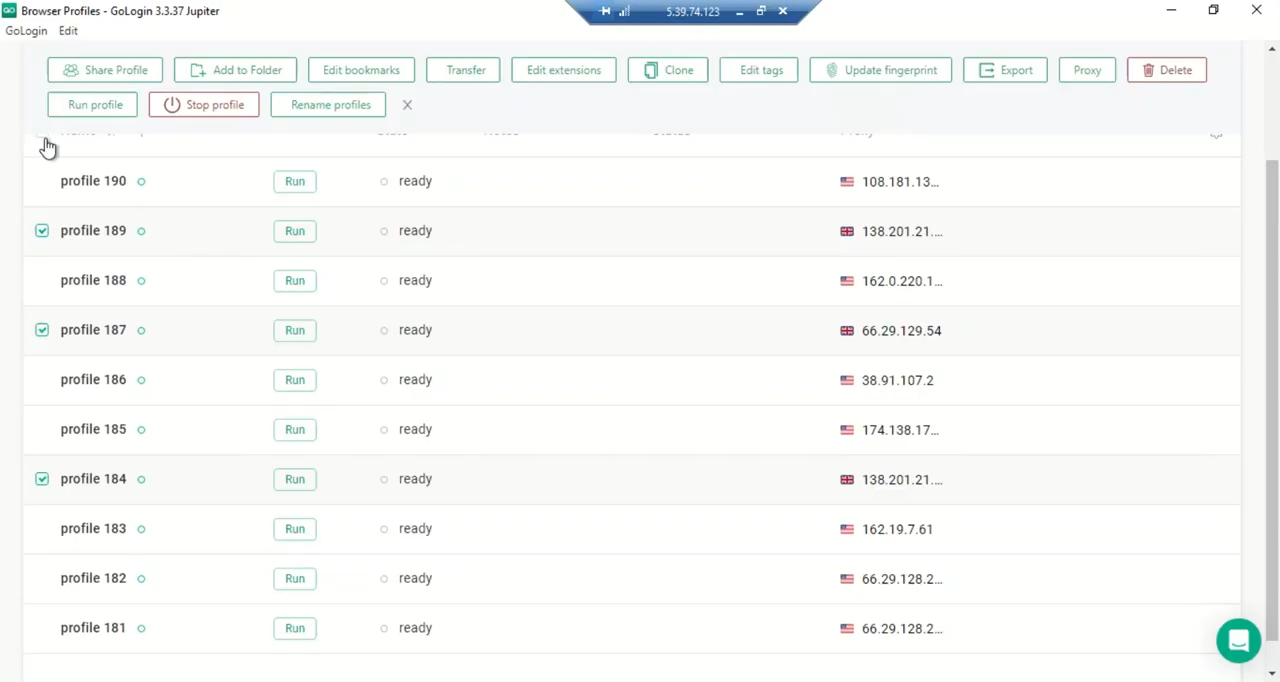 GO Browser Profiles - GoLogin 3.3.37 Jupiter
5.39.74.123
GoLogin Edit
Share Profile Add to Folder Edit bookmarks Transfer Edit extensions Clone Edit tags Update fingerprint Export Proxy Delete
Run profile Stop profile Rename profiles
profile 190 Run ready 108.181.13...
profile 189 Run ready 138.201.21....
profile 188 Run ready 162.0.220.1...
profile 187 Run ready 66.29.129.54
profile 186 Run ready 38.91.107.2
profile 185 Run ready 174.138.17...
profile 184 Run ready 138.201.21....
profile 183 Run ready 162.19.7.61
profile 182 Run ready 66.29.128.2...
profile 181 Run ready 66.29.128.2...